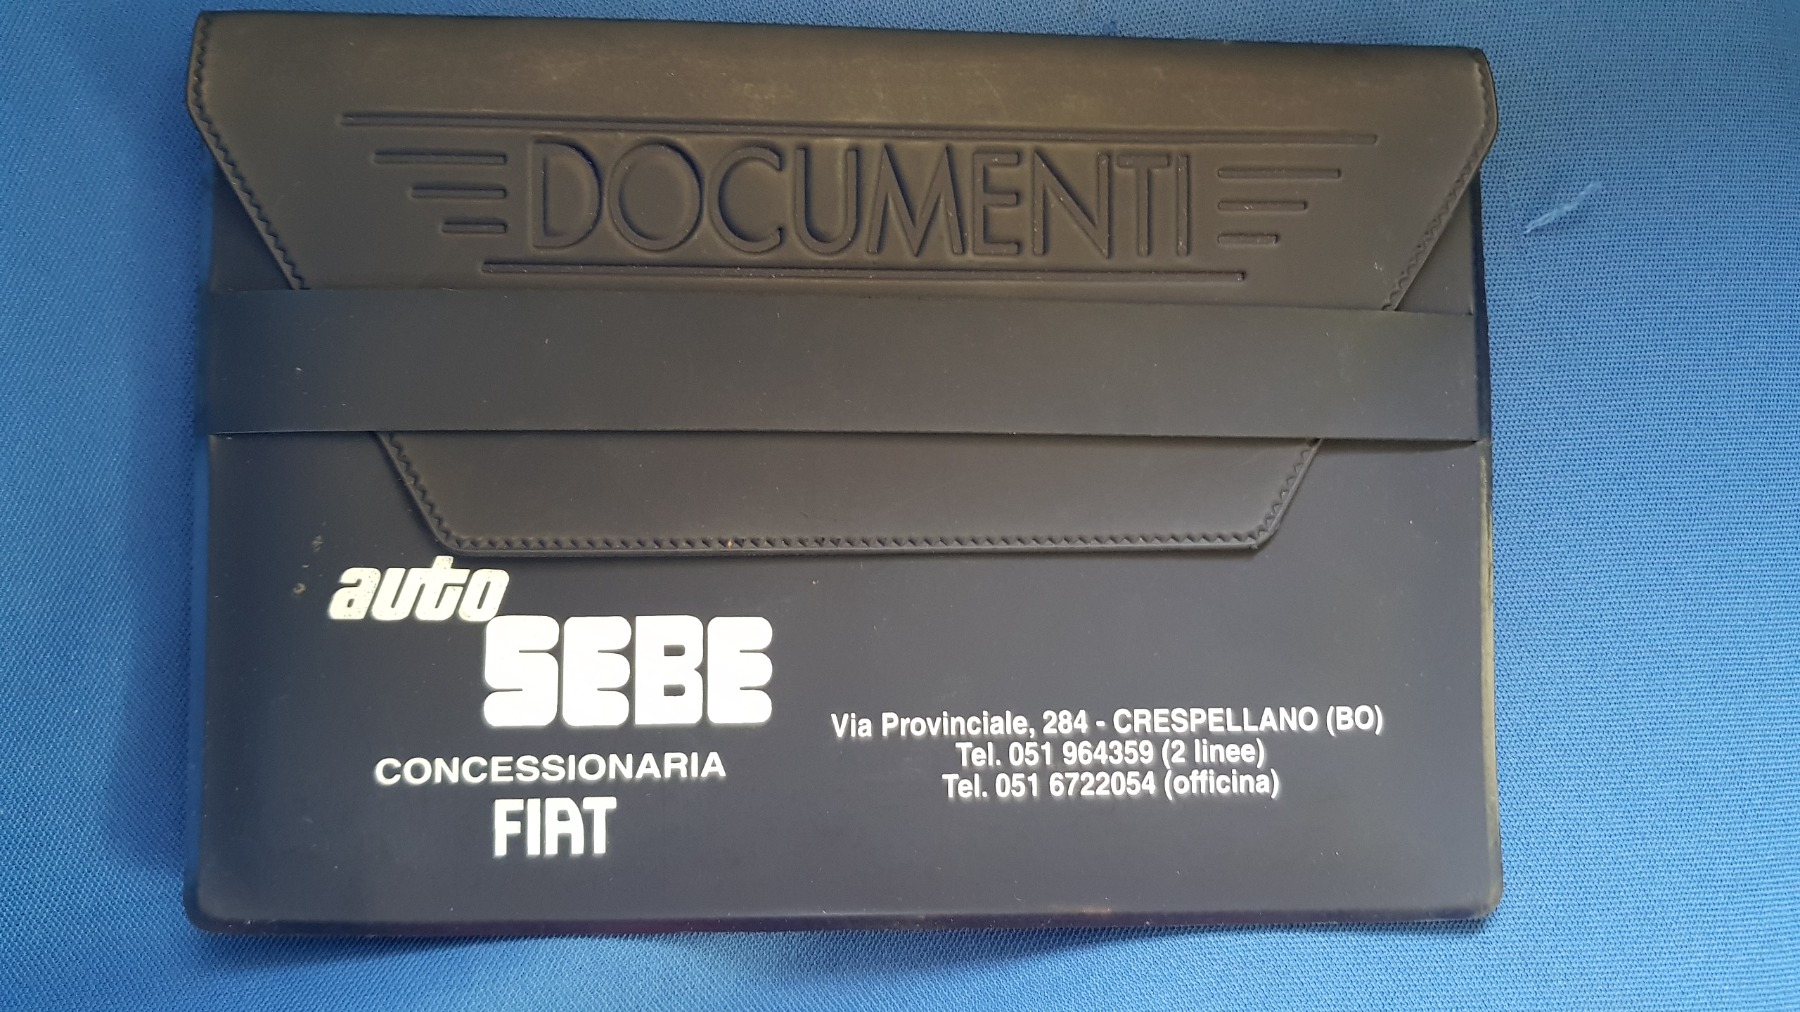 DOCUMENTI
auto
SEBE
CONCESSIONARIA
FIAT
Via Provinciale, 284 - CRESPELLANO (BO)
Tel. 051 964359 (2 linee)
Tel. 051 6722054 (officina)